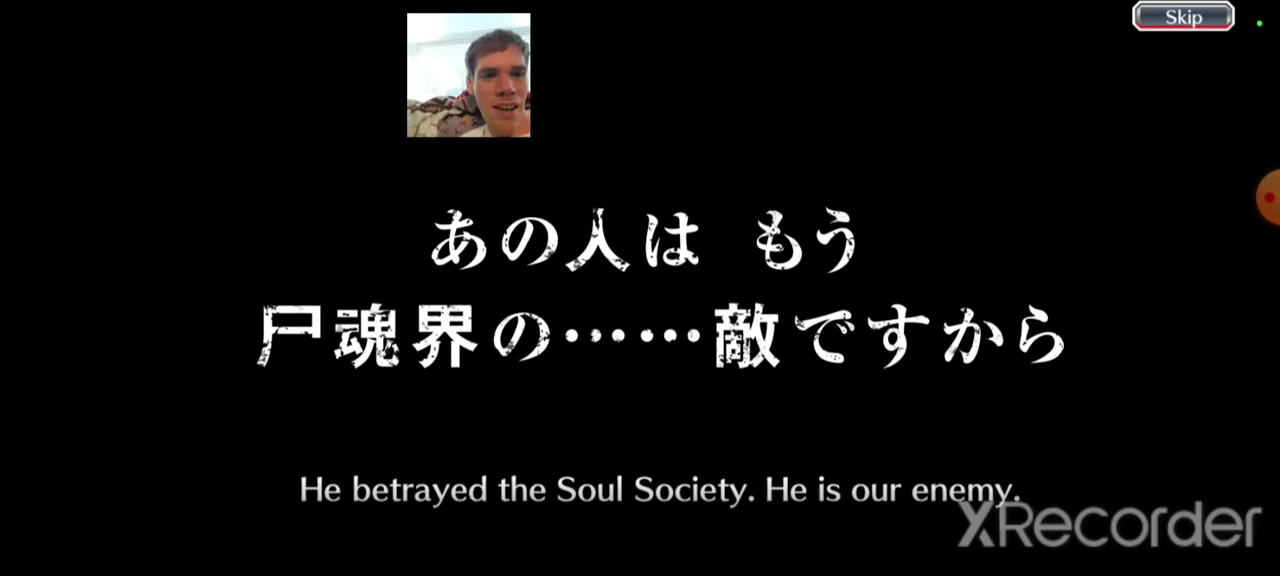 Skip
あの人は もう
尸魂界の……敵ですから
He betrayed the Soul Society. He is our enemy.
XRecorder